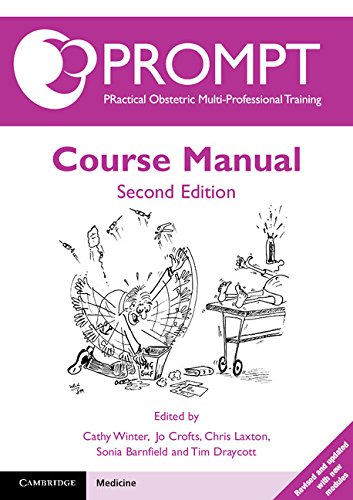 PROMPT
PRactical Obstetric Multi-Professional Training
Course Manual
Second Edition
Edited by
Cathy Winter, Jo Crofts, Chris Laxton,
Sonia Barnfield and Tim Draycott
Revised and updated
with new
modules
CAMBRIDGE
Medicine